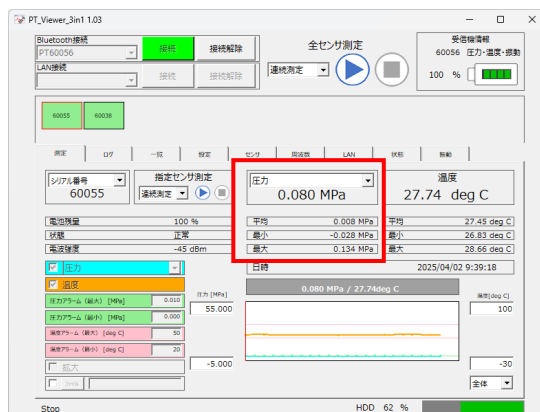 PT_Viewer_3in1 1.03
Bluetooth接続
PT60056
接続
接続解除
LAN接続
接続
接続解除
全センサ測定
連続測定
受信機情報
60056 圧力・温度・振動
100 %
60055
60038
測定
ログ
一覧
設定
センサ
周波数
LAN
状態
振動
シリアル番号
60055
指定センサ測定
連続測定
圧力
0.080 MPa
温度
27.74 deg C
電池残量 100 %
状態 正常
電波強度 -45 dBm
平均 0.008 MPa
最小 -0.028 MPa
最大 0.134 MPa
平均 27.45 deg C
最小 26.83 deg C
最大 28.66 deg C
圧力
温度
日時 2025/04/02 9:39:18
圧力アラーム (最大) [MPa] 0.010
圧力アラーム (最小) [MPa] 0.000
温度アラーム (最大) [deg C] 50
温度アラーム (最小) [deg C] 20
拡大
圧力 [MPa]
55.000
-5.000
0.080 MPa / 27.74deg C
温度[deg C]
100
-30
全体
Stop
HDD 62 %